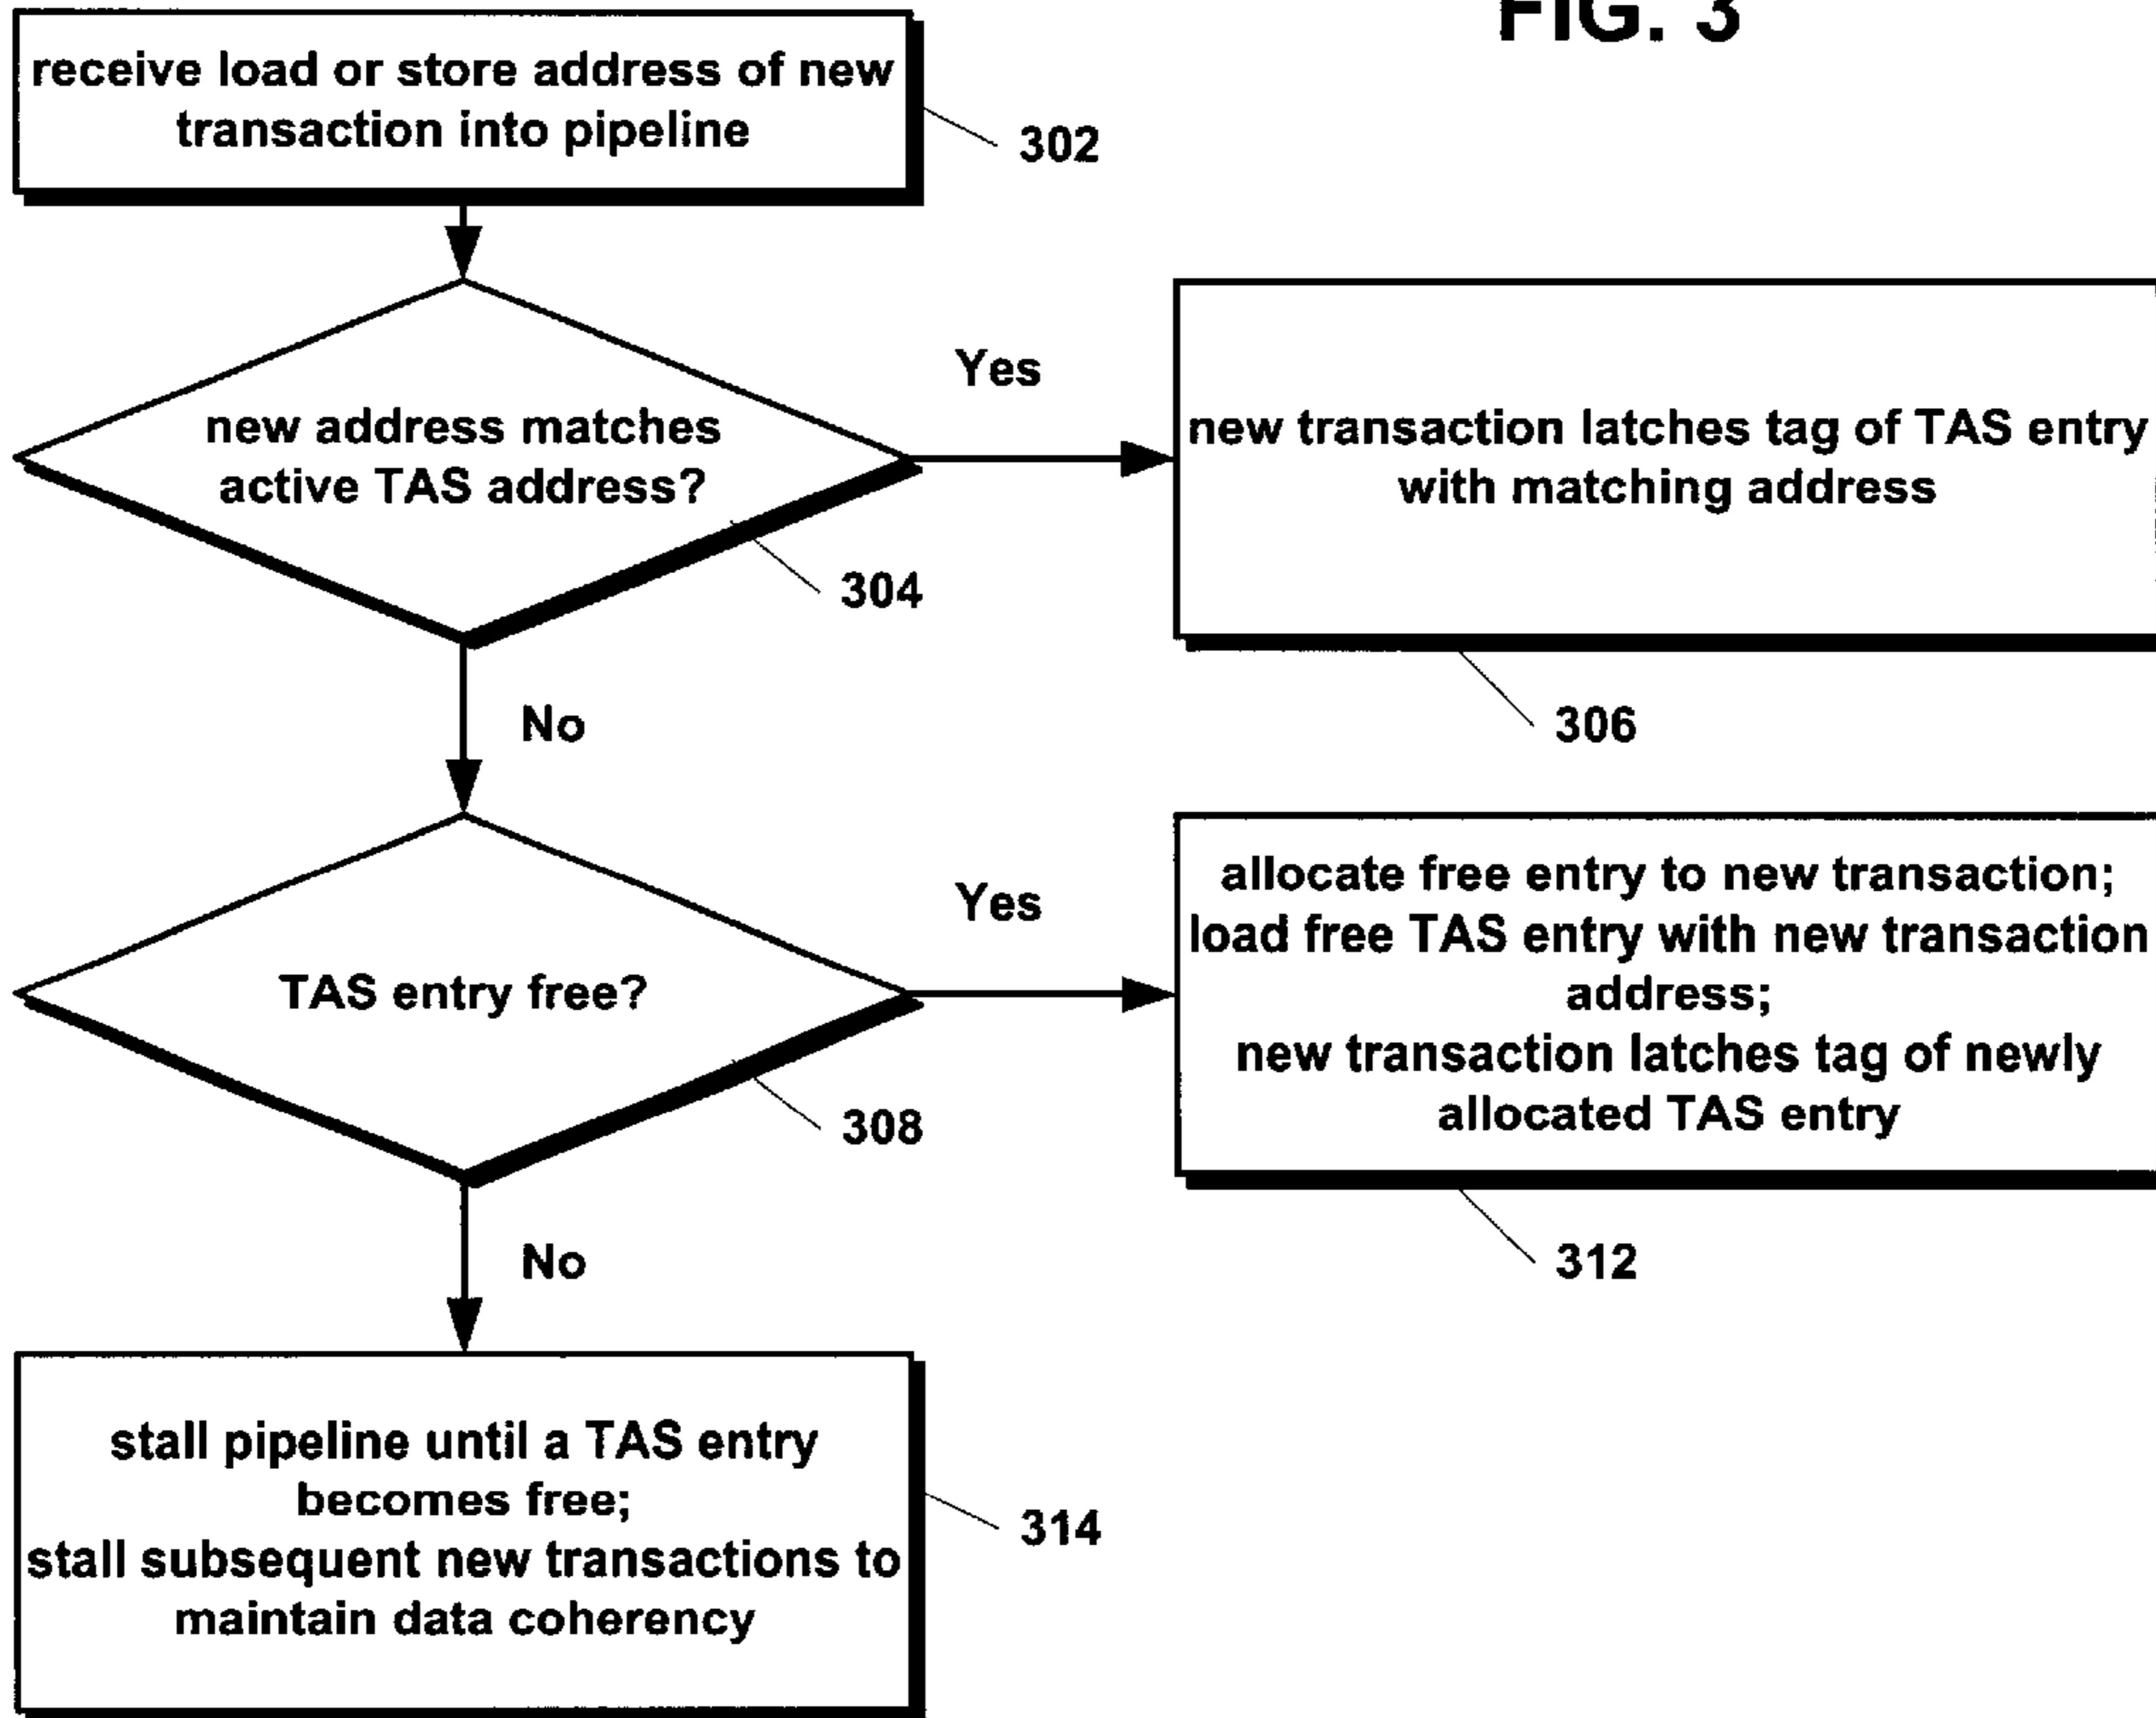 FIG. 3
receive load or store address of new
transaction into pipeline
302
new address matches
active TAS address?
304
Yes
new transaction latches tag of TAS entry
with matching address
306
No
TAS entry free?
308
Yes
allocate free entry to new transaction;
load free TAS entry with new transaction
address;
new transaction latches tag of newly
allocated TAS entry
312
No
stall pipeline until a TAS entry
becomes free;
stall subsequent new transactions to
maintain data coherency
314